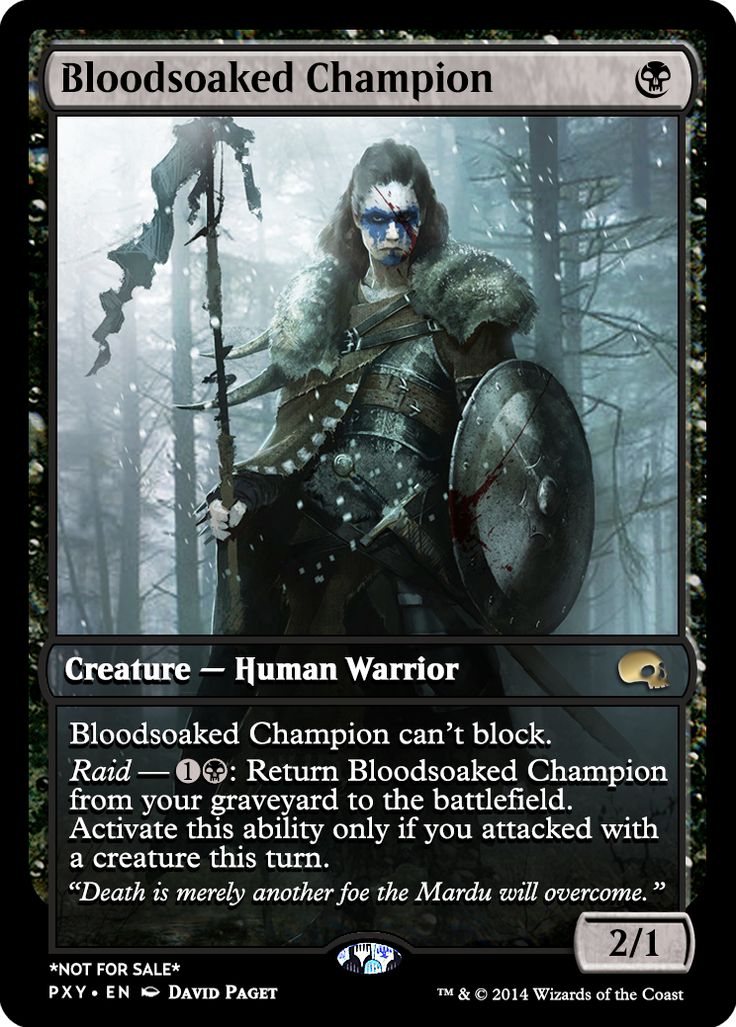 Bloodsoaked Champion
Creature — Human Warrior
Bloodsoaked Champion can't block.
Raid — 1: Return Bloodsoaked Champion
from your graveyard to the battlefield.
Activate this ability only if you attacked with
a creature this turn.
“Death is merely another foe the Mardu will overcome.”
2/1
*NOT FOR SALE*
PXY • EN David Paget
™ & © 2014 Wizards of the Coast